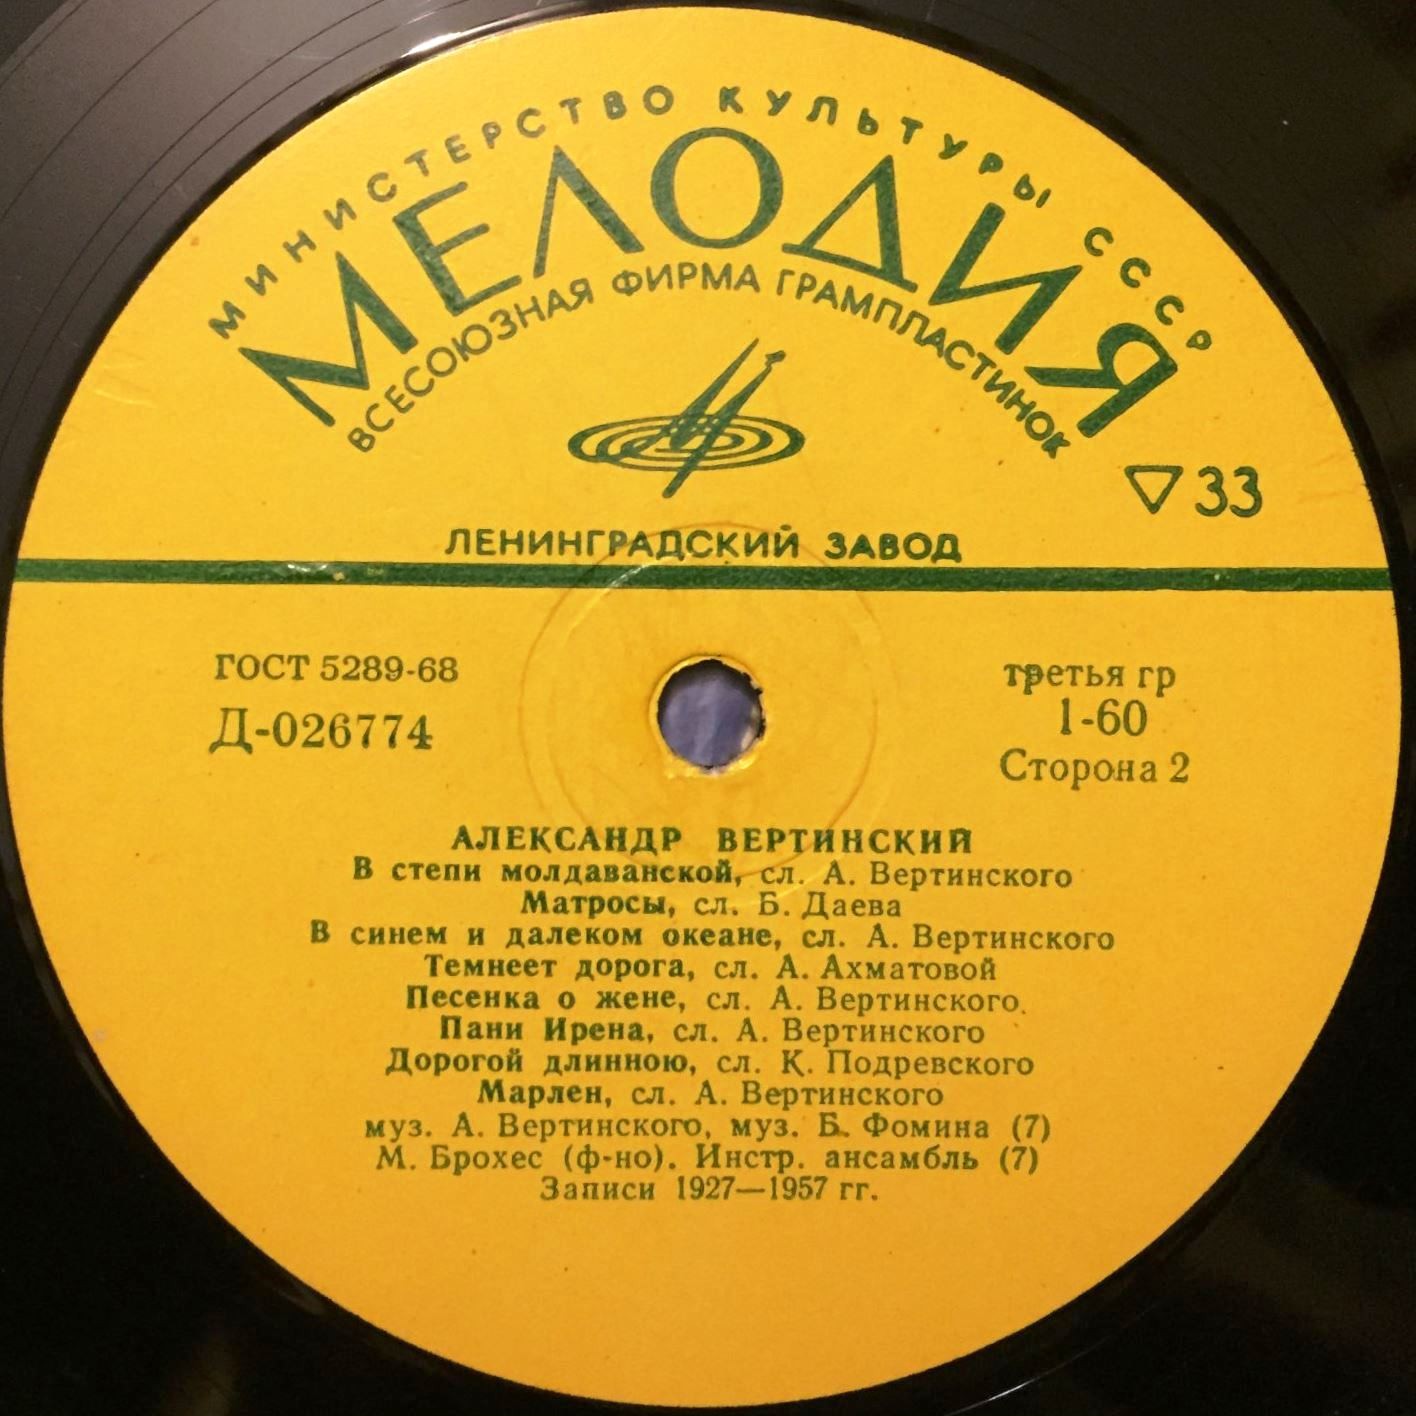 МИНИСТЕРСТВО КУЛЬТУРЫ СССР
МЕЛОДИЯ
ВСЕСОЮЗНАЯ ФИРМА ГРАМПЛАСТИНОК
▽ 33
ЛЕНИНГРАДСКИЙ ЗАВОД
ГОСТ 5289-68
Д-026774
третья гр
1-60
Сторона 2
АЛЕКСАНДР ВЕРТИНСКИЙ
В степи молдаванской, сл. А. Вертинского
Матросы, сл. Б. Даева
В синем и далеком океане, сл. А. Вертинского
Темнеет дорога, сл. А. Ахматовой
Песенка о жене, сл. А. Вертинского.
Пани Ирена, сл. А. Вертинского
Дорогой длинною, сл. К. Подревского
Марлен, сл. А. Вертинского
муз. А. Вертинского, муз. Б. Фомина (7)
М. Брохес (ф-но). Инстр. ансамбль (7)
Записи 1927—1957 гг.